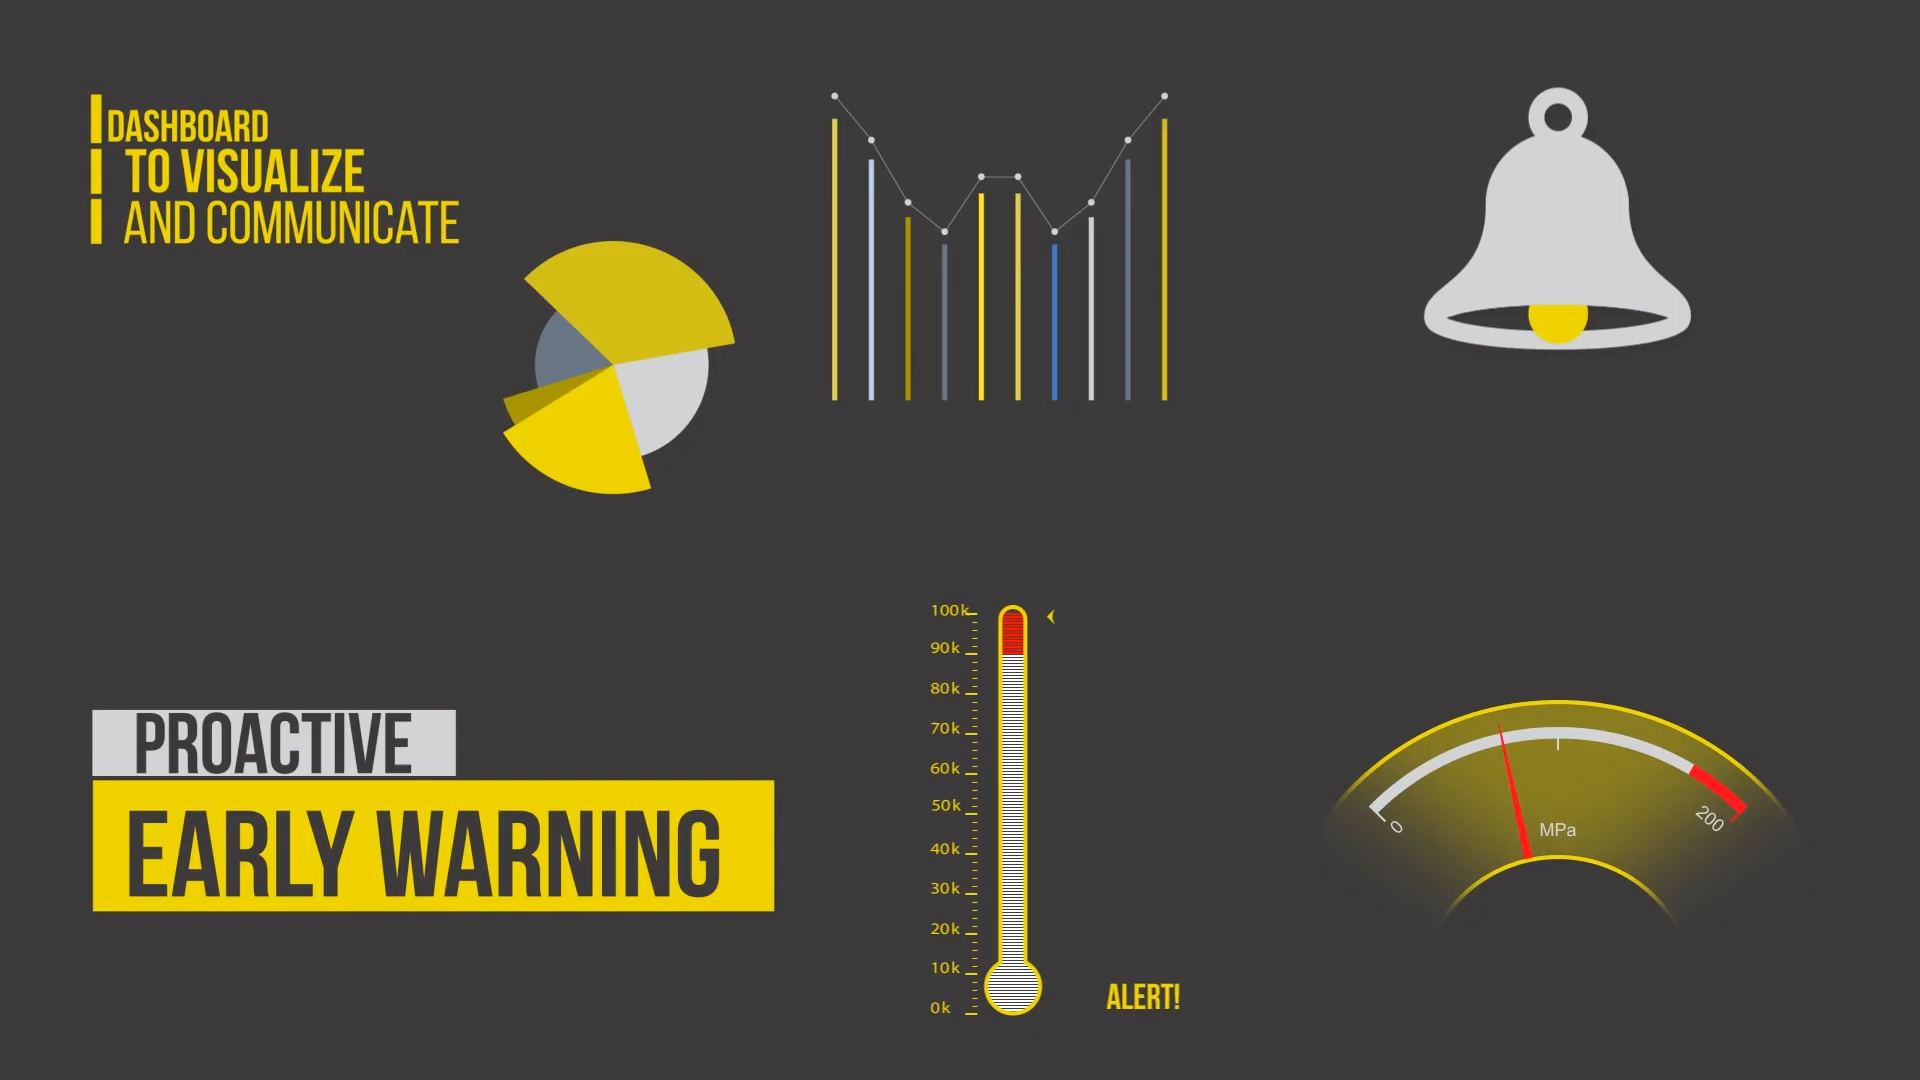 DASHBOARD
TO VISUALIZE
AND COMMUNICATE
PROACTIVE
EARLY WARNING
100k
90k
80k
70k
60k
50k
40k
30k
20k
10k
0k
ALERT!
0
MPa
200